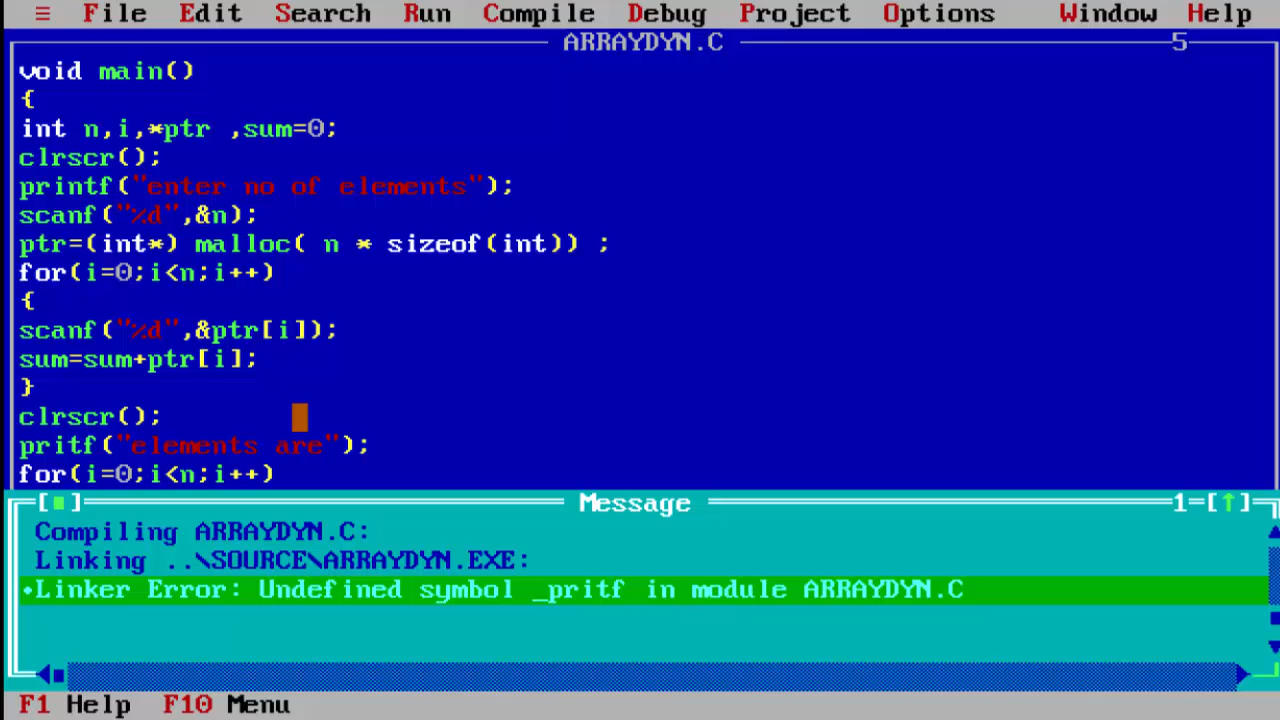 ≡ File Edit Search Run Compile Debug Project Options Window Help
ARRAYDYN.C 5
void main()
{
int n,i,*ptr ,sum=0;
clrscr();
printf("enter no of elements");
scanf("%d",&n);
ptr=(int*) malloc( n * sizeof(int)) ;
for(i=0;i<n;i++)
{
scanf("%d",&ptr[i]);
sum=sum+ptr[i];
}
clrscr();
pritf("elements are");
for(i=0;i<n;i++)
[■] Message 1=[↑]
Compiling ARRAYDYN.C:
Linking ..\SOURCE\ARRAYDYN.EXE:
•Linker Error: Undefined symbol _pritf in module ARRAYDYN.C
F1 Help F10 Menu